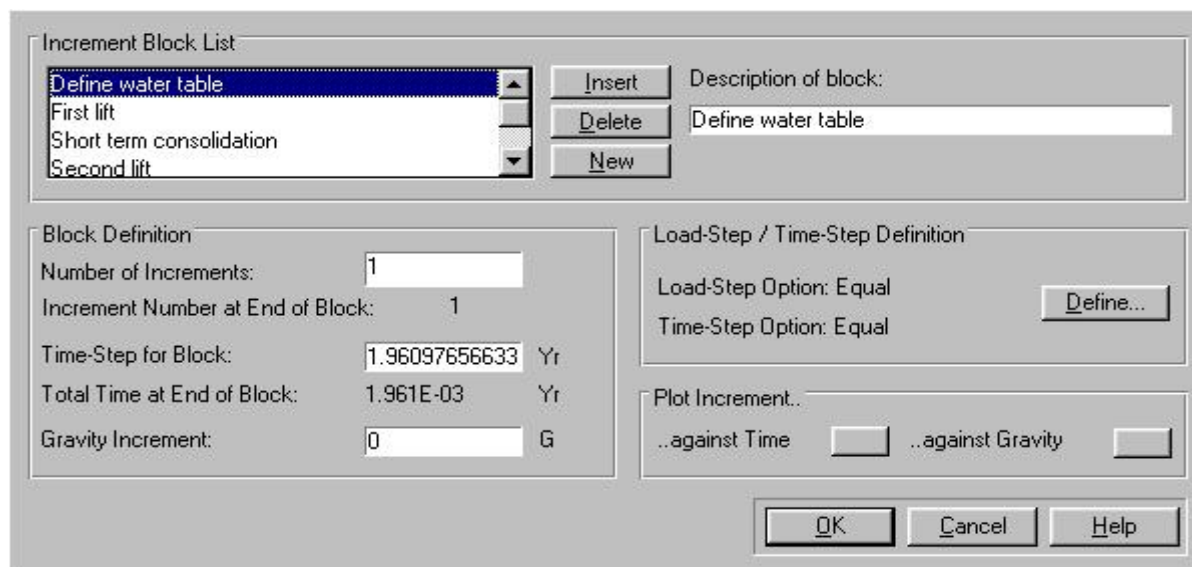 Increment Block List
Define water table
First lift
Short term consolidation
Second lift
Insert
Delete
New
Description of block:
Define water table
Block Definition
Number of Increments: 1
Increment Number at End of Block: 1
Time-Step for Block: 1.96097656633 Yr
Total Time at End of Block: 1.961E-03 Yr
Gravity Increment: 0 G
Load-Step / Time-Step Definition
Load-Step Option: Equal
Time-Step Option: Equal
Define...
Plot Increment..
..against Time ..against Gravity
OK Cancel Help